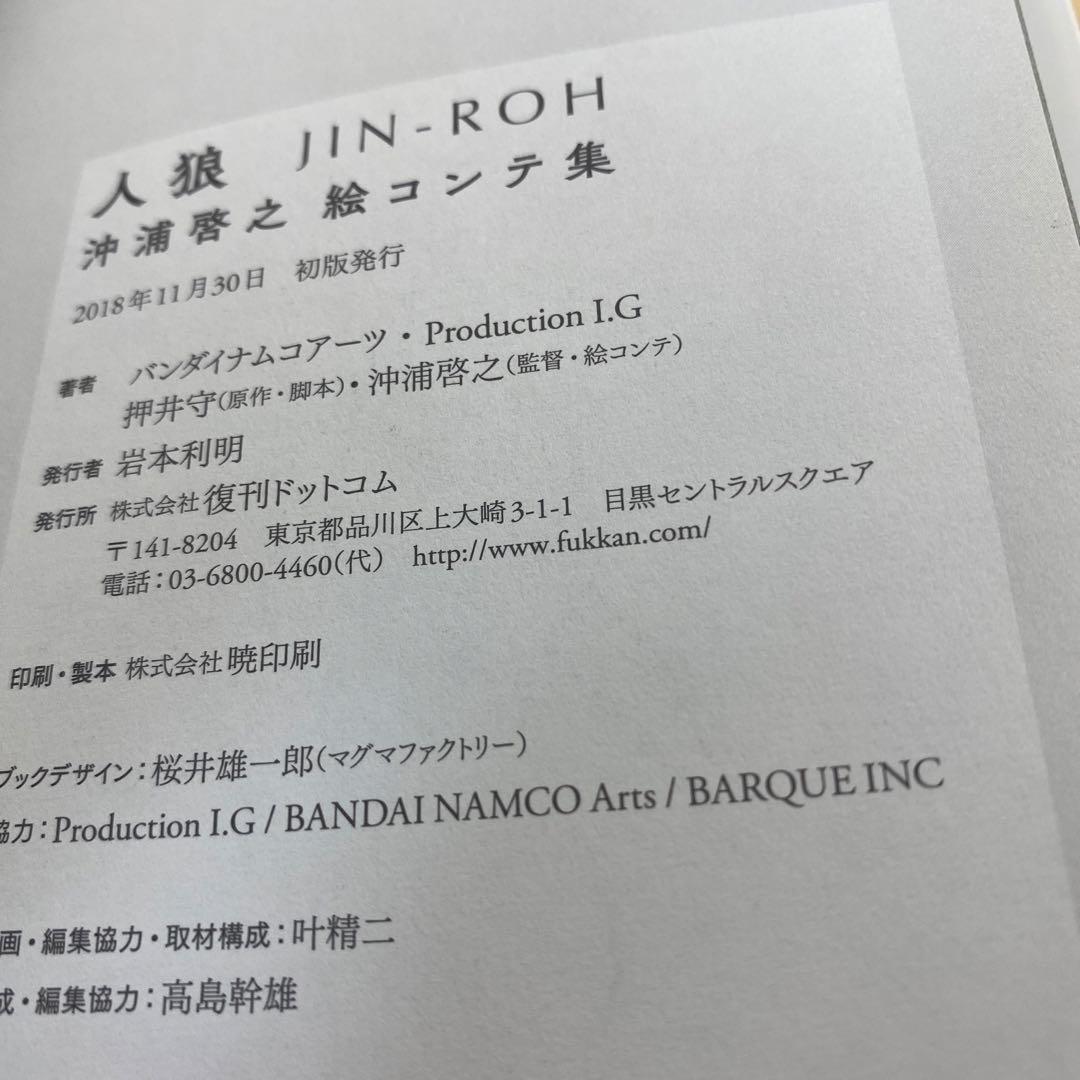 人狼 JIN-ROH
沖浦啓之 絵コンテ集
2018年11月30日 初版発行
著者 バンダイナムコアーツ・Production I.G
押井守(原作・脚本)・沖浦啓之(監督・絵コンテ)
発行者 岩本利明
発行所 株式会社復刊ドットコム
〒141-8204 東京都品川区上大崎3-1-1 目黒セントラルスクエア
電話:03-6800-4460(代) http://www.fukkan.com/
印刷・製本 株式会社暁印刷
ブックデザイン:桜井雄一郎(マグマファクトリー)
協力:Production I.G / BANDAI NAMCO Arts / BARQUE INC
画・編集協力・取材構成:叶精二
成・編集協力:高島幹雄